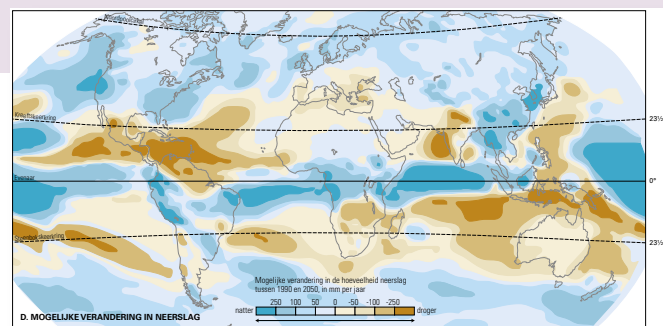 Noordpoolcirkel
Kreeftskeerkring
23½
Evenaar
0°
Steenbokskeerkring
23½
Mogelijke verandering in de hoeveelheid neerslag
tussen 1990 en 2050, in mm per jaar
natter 250 100 50 0 -50 -100 -250 droger
D. MOGELIJKE VERANDERING IN NEERSLAG